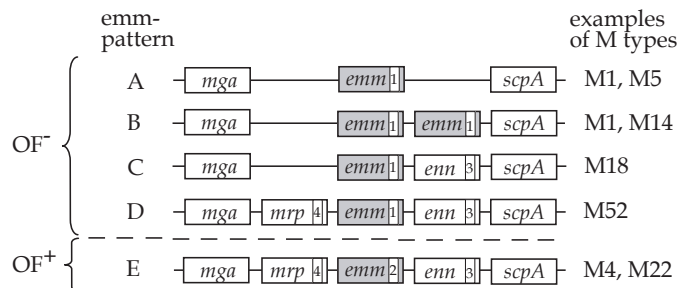 emm-pattern examples of M types
A mga emm 1 scpA M1, M5
B mga emm 1 emm 1 scpA M1, M14
OF-
C mga emm 1 enn 3 scpA M18
D mga mrp 4 emm 1 enn 3 scpA M52
OF+ E mga mrp 4 emm 2 enn 3 scpA M4, M22